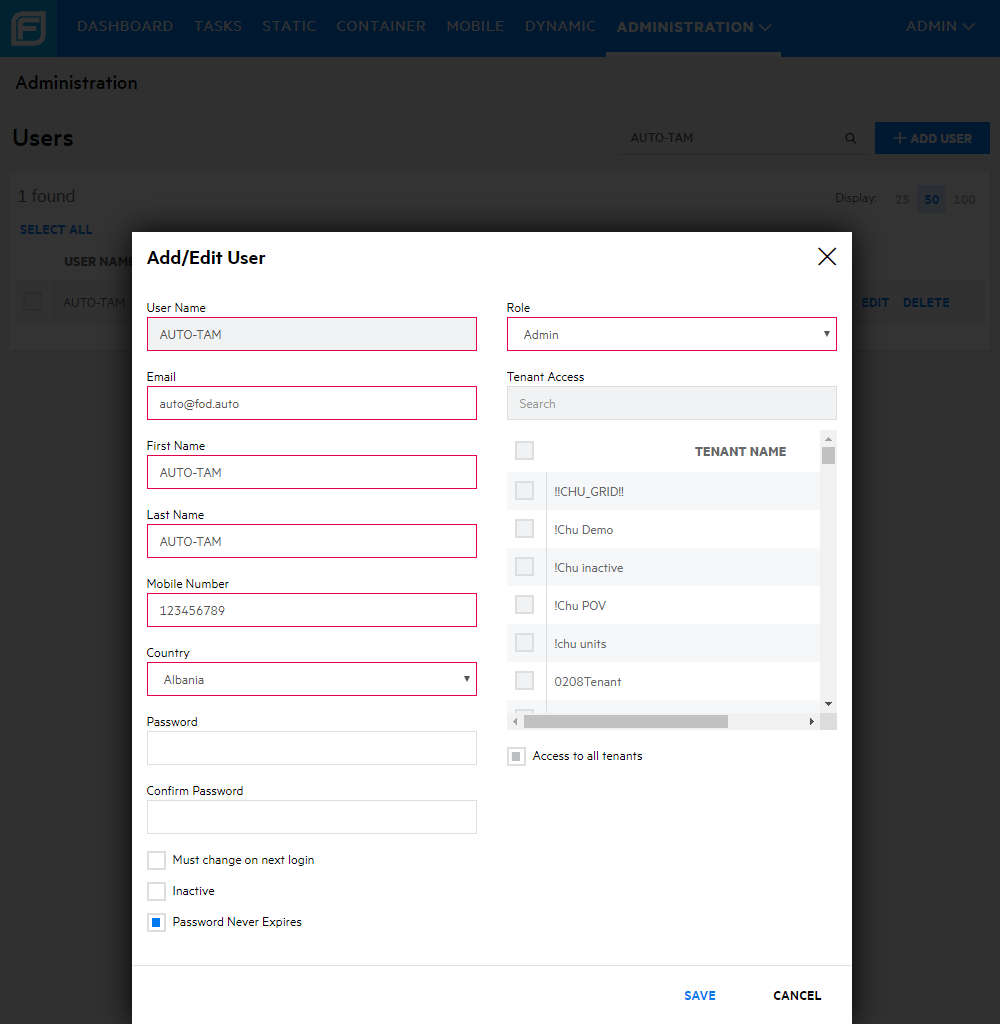 DASHBOARD TASKS STATIC CONTAINER MOBILE DYNAMIC ADMINISTRATION ADMIN
Administration
Users
AUTO-TAM
+ ADD USER
1 found
Display: 25 50 100
SELECT ALL
USER NAME
AUTO-TAM
EDIT DELETE
Add/Edit User
User Name
AUTO-TAM
Email
auto@fod.auto
First Name
AUTO-TAM
Last Name
AUTO-TAM
Mobile Number
123456789
Country
Albania
Password
Confirm Password
Must change on next login
Inactive
Password Never Expires
Role
Admin
Tenant Access
Search
TENANT NAME
!!CHU_GRID!!
!Chu Demo
!Chu inactive
!Chu POV
!chu units
0208Tenant
Access to all tenants
SAVE CANCEL